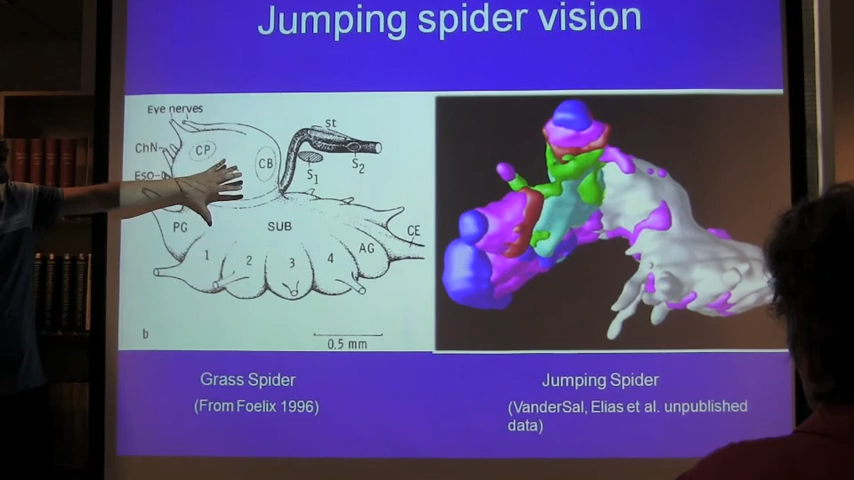 Jumping spider vision
Eye nerves
st
ChN
CP
CB
S1
S2
Eso
PG
SUB
CE
AG
1
2
3
4
b
0.5 mm
Grass Spider
(From Foelix 1996)
Jumping Spider
(VanderSal, Elias et al. unpublished
data)